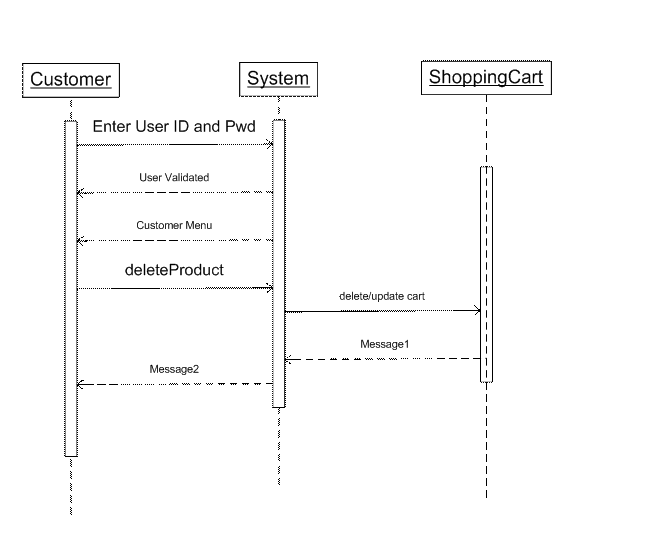 Customer
System
ShoppingCart
Enter User ID and Pwd
User Validated
Customer Menu
deleteProduct
delete/update cart
Message1
Message2